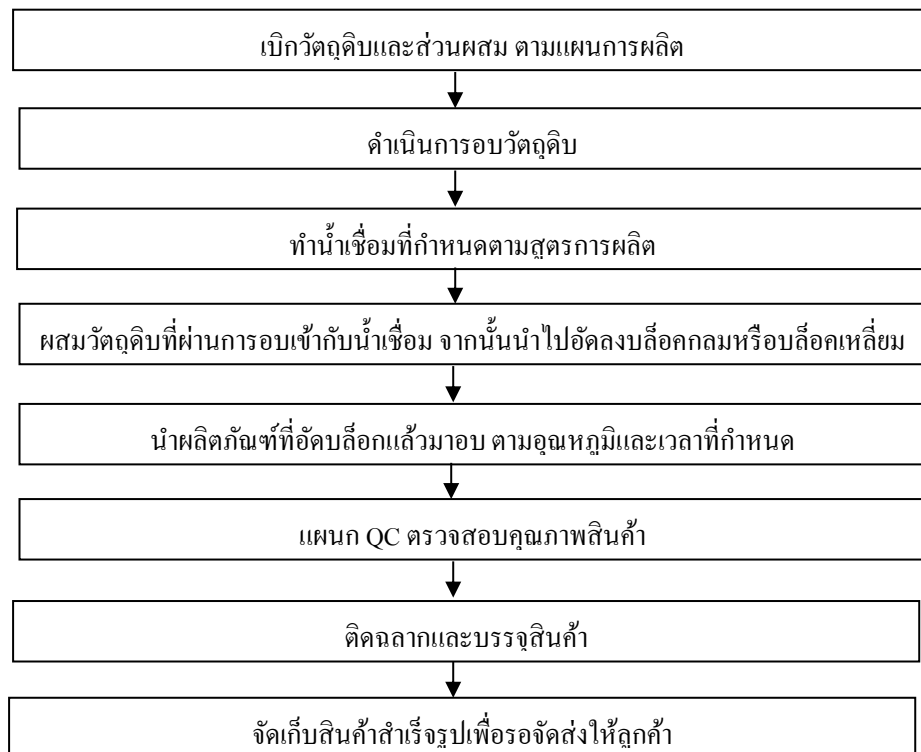 เบิกวัตถุดิบและส่วนผสม ตามแผนการผลิต
ดำเนินการอบวัตถุดิบ
ทำน้ำเชื่อมที่กำหนดตามสูตรการผลิต
ผสมวัตถุดิบที่ผ่านการอบเข้ากับน้ำเชื่อม จากนั้นนำไปอัดลงบล็อคกลมหรือบล็อคเหลี่ยม
นำผลิตภัณฑ์ที่อัดบล็อกแล้วมาอบ ตามอุณหภูมิและเวลาที่กำหนด
แผนก QC ตรวจสอบคุณภาพสินค้า
ติดฉลากและบรรจุสินค้า
จัดเก็บสินค้าสำเร็จรูปเพื่อรอจัดส่งให้ลูกค้า